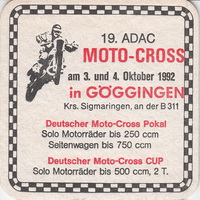 19. ADAC
MOTO-CROSS
am 3. und 4. Oktober 1992
in GÖGGINGEN
Krs. Sigmaringen, an der B 311
Deutscher Moto-Cross Pokal
Solo Motorräder bis 250 ccm
Seitenwagen bis 750 ccm
Deutscher Moto-Cross CUP
Solo Motorräder bis 500 ccm, 2 T.